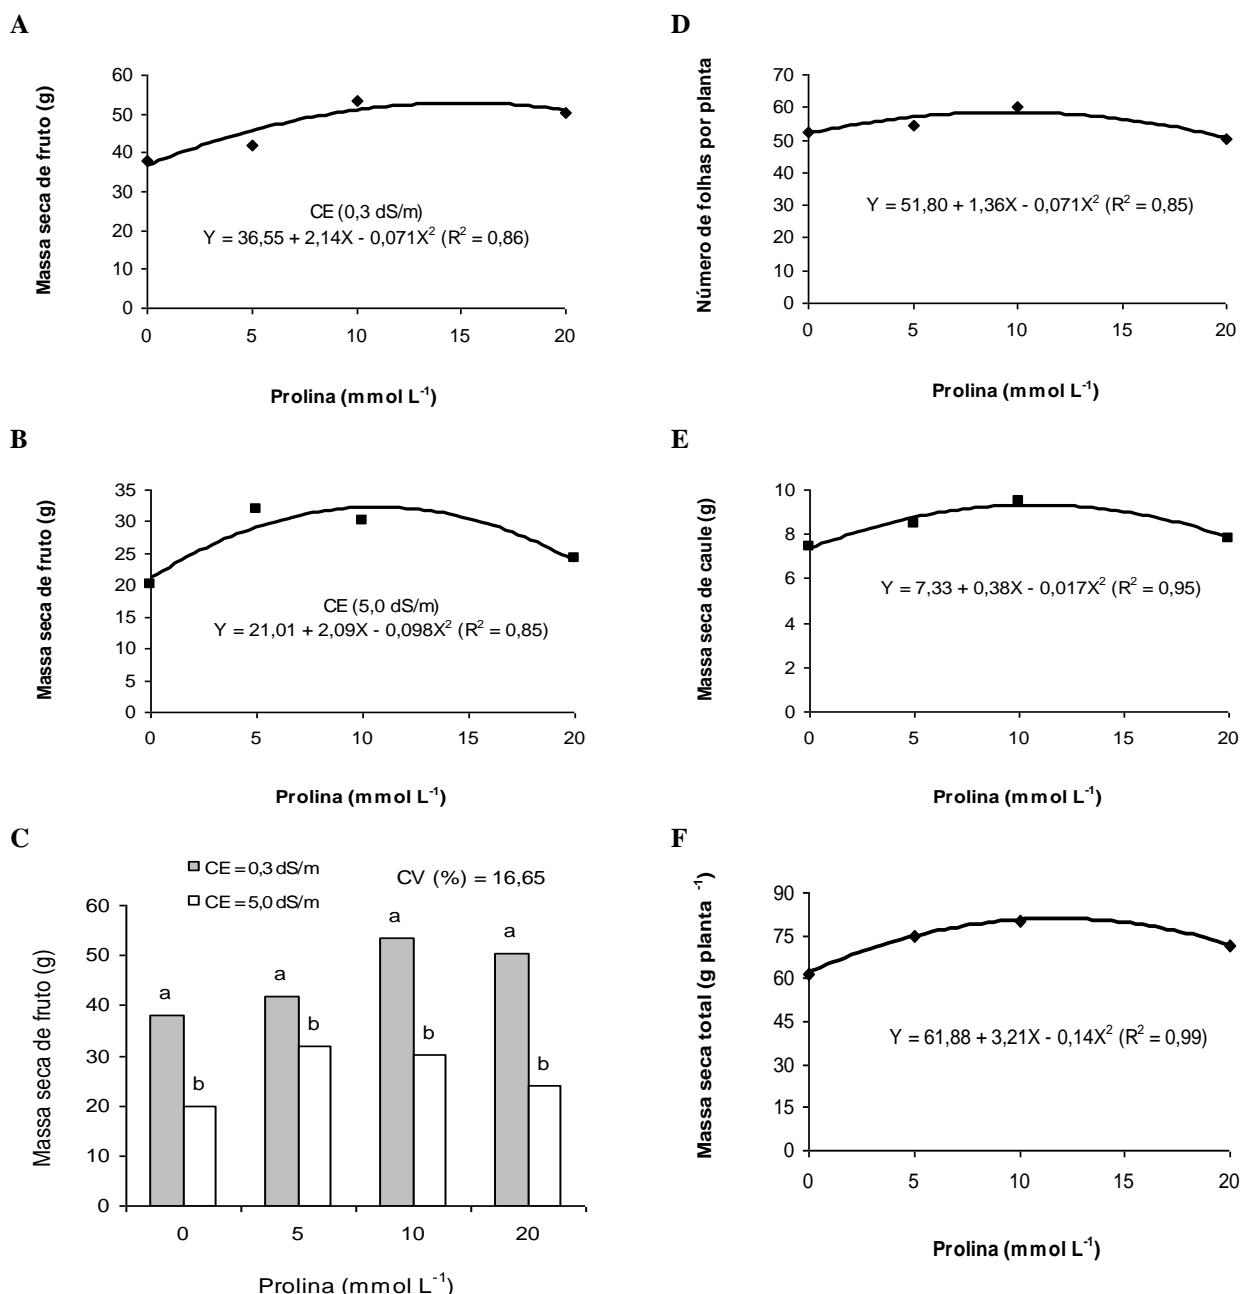 A
Massa seca de fruto (g)
60
50
40
30
20
10
0
CE (0,3 dS/m)
Y = 36,55 + 2,14X - 0,071X² (R² = 0,86)
0 5 10 15 20
Prolina (mmol L⁻¹)
D
Número de folhas por planta
70
60
50
40
30
20
10
0
Y = 51,80 + 1,36X - 0,071X² (R² = 0,85)
0 5 10 15 20
Prolina (mmol L⁻¹)
B
Massa seca de fruto (g)
35
30
25
20
15
10
5
0
CE (5,0 dS/m)
Y = 21,01 + 2,09X - 0,098X² (R² = 0,85)
0 5 10 15 20
Prolina (mmol L⁻¹)
E
Massa seca de caule (g)
10
8
6
4
2
0
Y = 7,33 + 0,38X - 0,017X² (R² = 0,95)
0 5 10 15 20
Prolina (mmol L⁻¹)
C
CE = 0,3 dS/m
CE = 5,0 dS/m
CV (%) = 16,65
Massa seca de fruto (g)
60
50
40
30
20
10
0
a b a b a b a b
0 5 10 20
Prolina (mmol L⁻¹)
F
Massa seca total (g planta ⁻¹)
90
75
60
45
30
15
0
Y = 61,88 + 3,21X - 0,14X² (R² = 0,99)
0 5 10 15 20
Prolina (mmol L⁻¹)